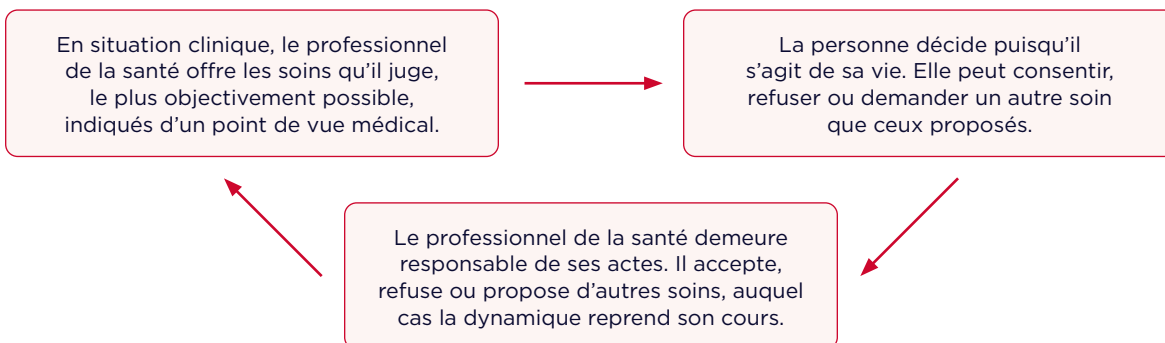 En situation clinique, le professionnel
de la santé offre les soins qu'il juge,
le plus objectivement possible,
indiqués d'un point de vue médical.
La personne décide puisqu'il
s'agit de sa vie. Elle peut consentir,
refuser ou demander un autre soin
que ceux proposés.
Le professionnel de la santé demeure
responsable de ses actes. Il accepte,
refuse ou propose d'autres soins, auquel
cas la dynamique reprend son cours.